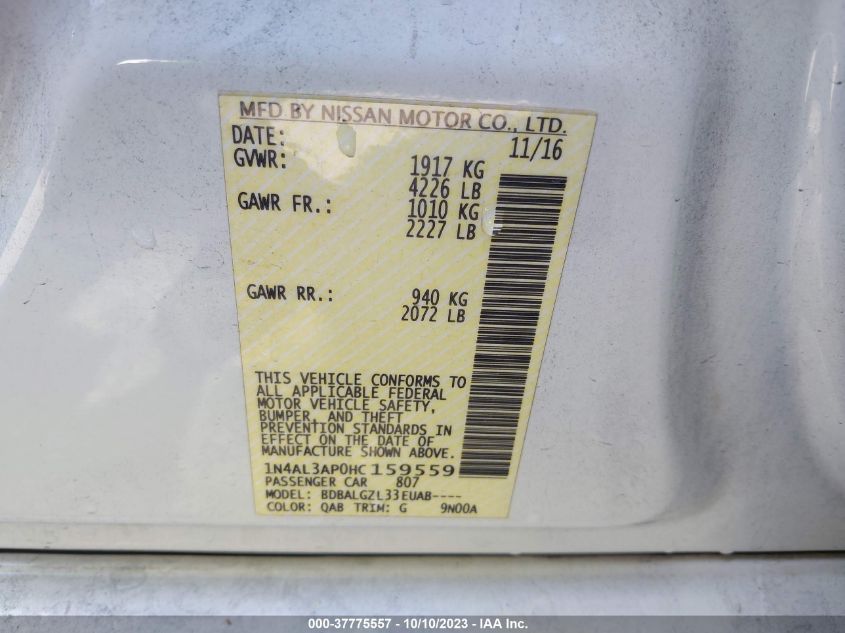 MFD BY NISSAN MOTOR CO., LTD.
DATE: 11/16
GVWR: 1917 KG
4226 LB
GAWR FR.: 1010 KG
2227 LB
GAWR RR.: 940 KG
2072 LB
THIS VEHICLE CONFORMS TO
ALL APPLICABLE FEDERAL
MOTOR VEHICLE SAFETY,
BUMPER, AND THEFT
PREVENTION STANDARDS IN
EFFECT ON THE DATE OF
MANUFACTURE SHOWN ABOVE.
1N4AL3AP0HC159559
PASSENGER CAR 807
MODEL: BDBALGZL33EUAB----
COLOR: QAB TRIM: G 9N00A
000-37775557 - 10/10/2023 - IAA Inc.